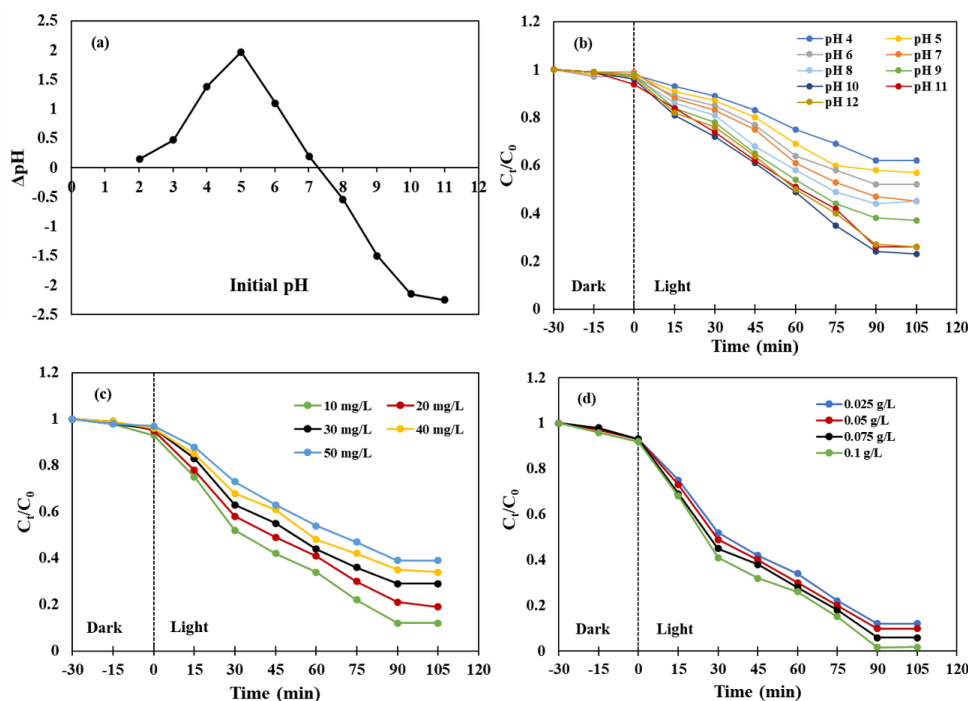 (a)
2.5
2
1.5
1
0.5
0
-0.5
-1
-1.5
-2
-2.5
ΔpH
0 1 2 3 4 5 6 7 8 9 10 11 12
Initial pH
(b)
pH 4 pH 5
pH 6 pH 7
pH 8 pH 9
pH 10 pH 11
pH 12
1.2
1
0.8
0.6
0.4
0.2
0
Ct/C0
Dark Light
-30 -15 0 15 30 45 60 75 90 105 120
Time (min)
(c)
10 mg/L 20 mg/L
30 mg/L 40 mg/L
50 mg/L
1.2
1
0.8
0.6
0.4
0.2
0
Ct/C0
Dark Light
-30 -15 0 15 30 45 60 75 90 105 120
Time (min)
(d)
0.025 g/L
0.05 g/L
0.075 g/L
0.1 g/L
1.2
1
0.8
0.6
0.4
0.2
0
Ct/C0
Dark Light
-30 -15 0 15 30 45 60 75 90 105 120
Time (min)